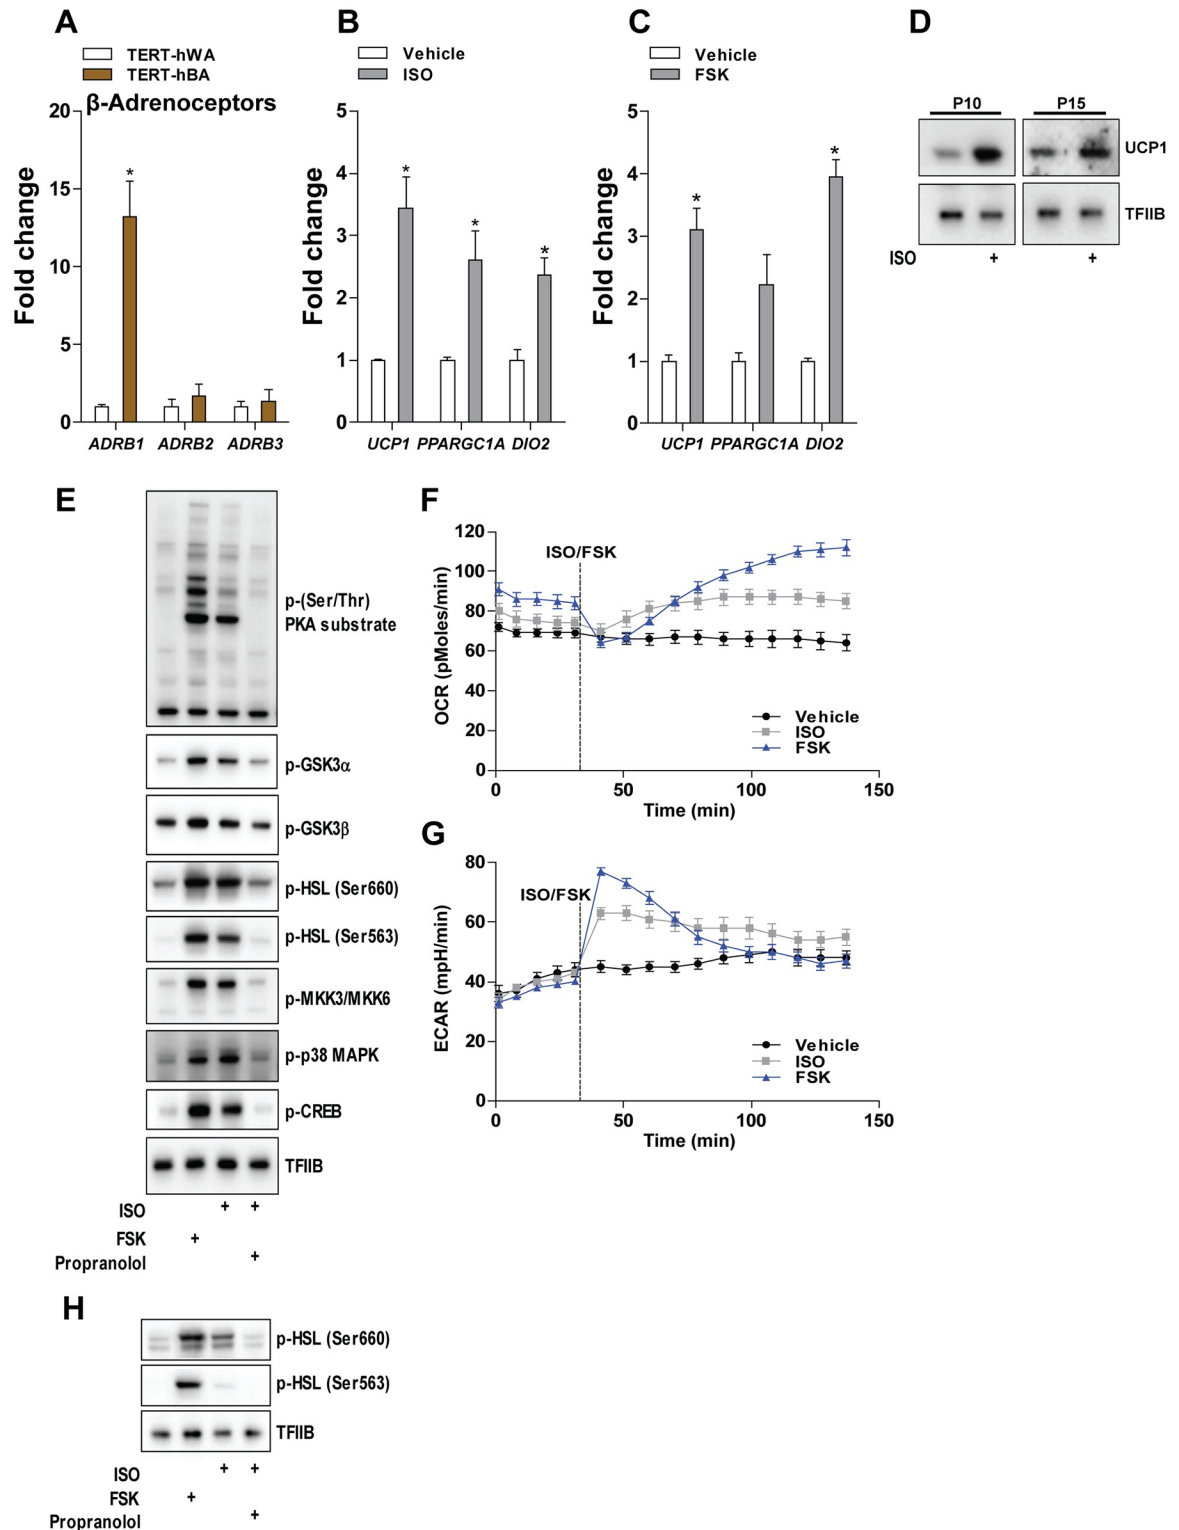 A
TERT-hWA
TERT-hBA
β-Adrenoceptors
Fold change
20
15
10
5
0
*
ADRB1 ADRB2 ADRB3
B
Vehicle
ISO
Fold change
5
4
3
2
1
0
* * *
UCP1 PPARGC1A DIO2
C
Vehicle
FSK
Fold change
5
4
3
2
1
0
* *
UCP1 PPARGC1A DIO2
D
P10 P15
UCP1
TFIIB
ISO + +
E
p-(Ser/Thr)
PKA substrate
p-GSK3α
p-GSK3β
p-HSL (Ser660)
p-HSL (Ser563)
p-MKK3/MKK6
p-p38 MAPK
p-CREB
TFIIB
ISO + +
FSK +
Propranolol +
F
OCR (pMoles/min)
120
100
80
60
40
20
0
ISO/FSK
Vehicle
ISO
FSK
0 50 100 150
Time (min)
G
ECAR (mpH/min)
80
60
40
20
0
ISO/FSK
Vehicle
ISO
FSK
0 50 100 150
Time (min)
H
p-HSL (Ser660)
p-HSL (Ser563)
TFIIB
ISO + +
FSK +
Propranolol +